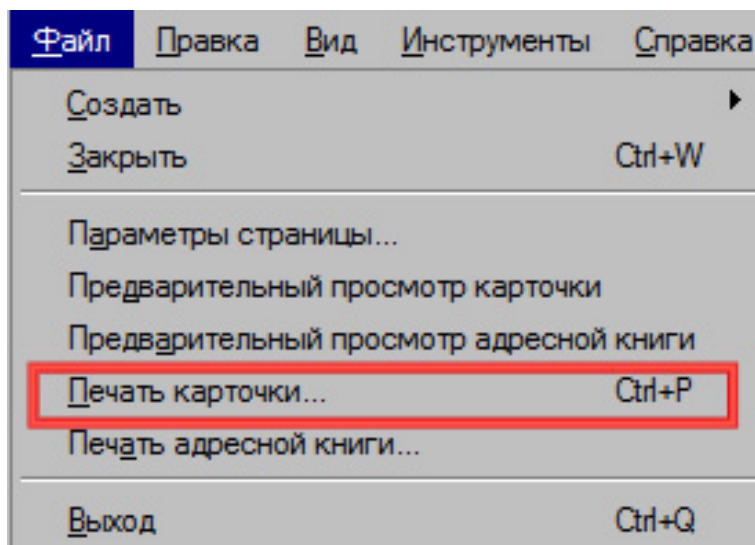 Файл Правка Вид Инструменты Справка
Создать
Закрыть Ctrl+W
Параметры страницы...
Предварительный просмотр карточки
Предварительный просмотр адресной книги
Печать карточки... Ctrl+P
Печать адресной книги...
Выход Ctrl+Q